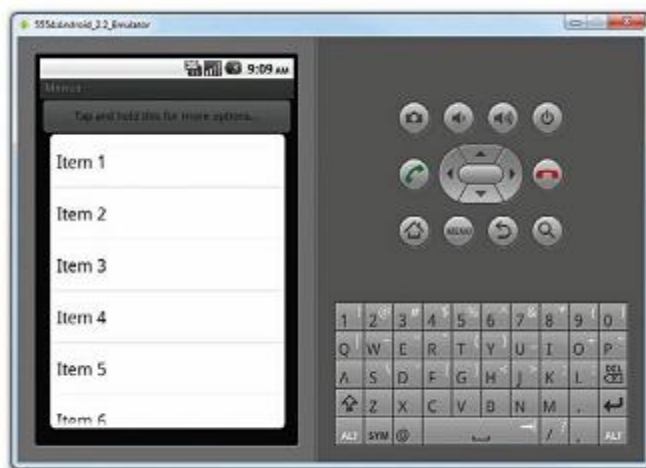 5554:Android_2.2_Emulator
9:09 AM
Menus
Tap and hold this for more options...
Item 1
Item 2
Item 3
Item 4
Item 5
Item 6
MENU
1 ! 2 @ 3 # 4 $ 5 % 6 ^ 7 & 8 * 9 ( 0 )
Q W E R T Y U I O P
A S D F G H J K L DEL
Z X C V B N M .
ALT SYM @ / ? , ALT